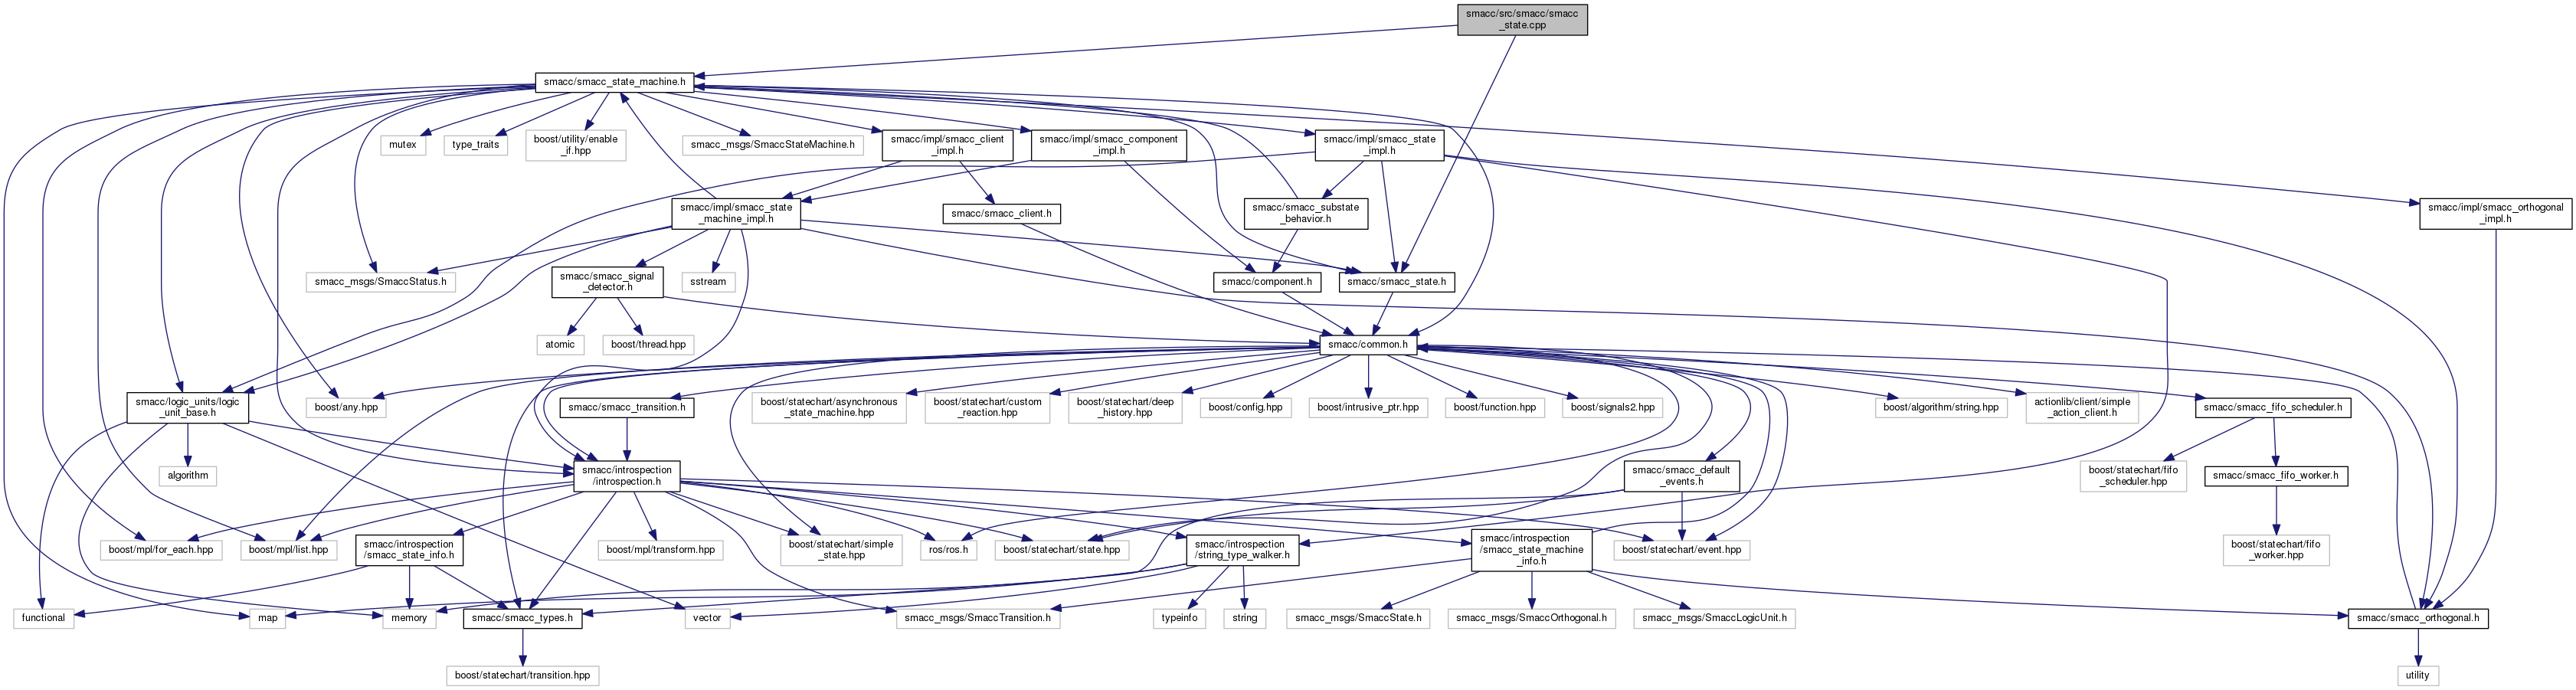 smacc/src/smacc/smacc
_state.cpp
smacc/smacc_state_machine.h
mutex
type_traits
boost/utility/enable
_if.hpp
smacc_msgs/SmaccStateMachine.h
smacc/impl/smacc_client
_impl.h
smacc/impl/smacc_component
_impl.h
smacc/impl/smacc_state
_impl.h
smacc/impl/smacc_state
_machine_impl.h
smacc/smacc_client.h
smacc/smacc_substate
_behavior.h
smacc/impl/smacc_orthogonal
_impl.h
smacc_msgs/SmaccStatus.h
smacc/smacc_signal
_detector.h
sstream
smacc/component.h
smacc/smacc_state.h
atomic
boost/thread.hpp
smacc/common.h
smacc/logic_units/logic
_unit_base.h
boost/any.hpp
smacc/smacc_transition.h
boost/statechart/asynchronous
_state_machine.hpp
boost/statechart/custom
_reaction.hpp
boost/statechart/deep
_history.hpp
boost/config.hpp
boost/intrusive_ptr.hpp
boost/function.hpp
boost/signals2.hpp
boost/algorithm/string.hpp
actionlib/client/simple
_action_client.h
smacc/smacc_fifo_scheduler.h
algorithm
smacc/introspection
/introspection.h
smacc/smacc_default
_events.h
boost/statechart/fifo
_scheduler.hpp
smacc/smacc_fifo_worker.h
boost/mpl/for_each.hpp
boost/mpl/list.hpp
smacc/introspection
/smacc_state_info.h
boost/mpl/transform.hpp
boost/statechart/simple
_state.hpp
ros/ros.h
boost/statechart/state.hpp
smacc/introspection
/string_type_walker.h
smacc/introspection
/smacc_state_machine
_info.h
boost/statechart/event.hpp
boost/statechart/fifo
_worker.hpp
functional
map
memory
smacc/smacc_types.h
vector
smacc_msgs/SmaccTransition.h
typeinfo
string
smacc_msgs/SmaccState.h
smacc_msgs/SmaccOrthogonal.h
smacc_msgs/SmaccLogicUnit.h
smacc/smacc_orthogonal.h
boost/statechart/transition.hpp
utility